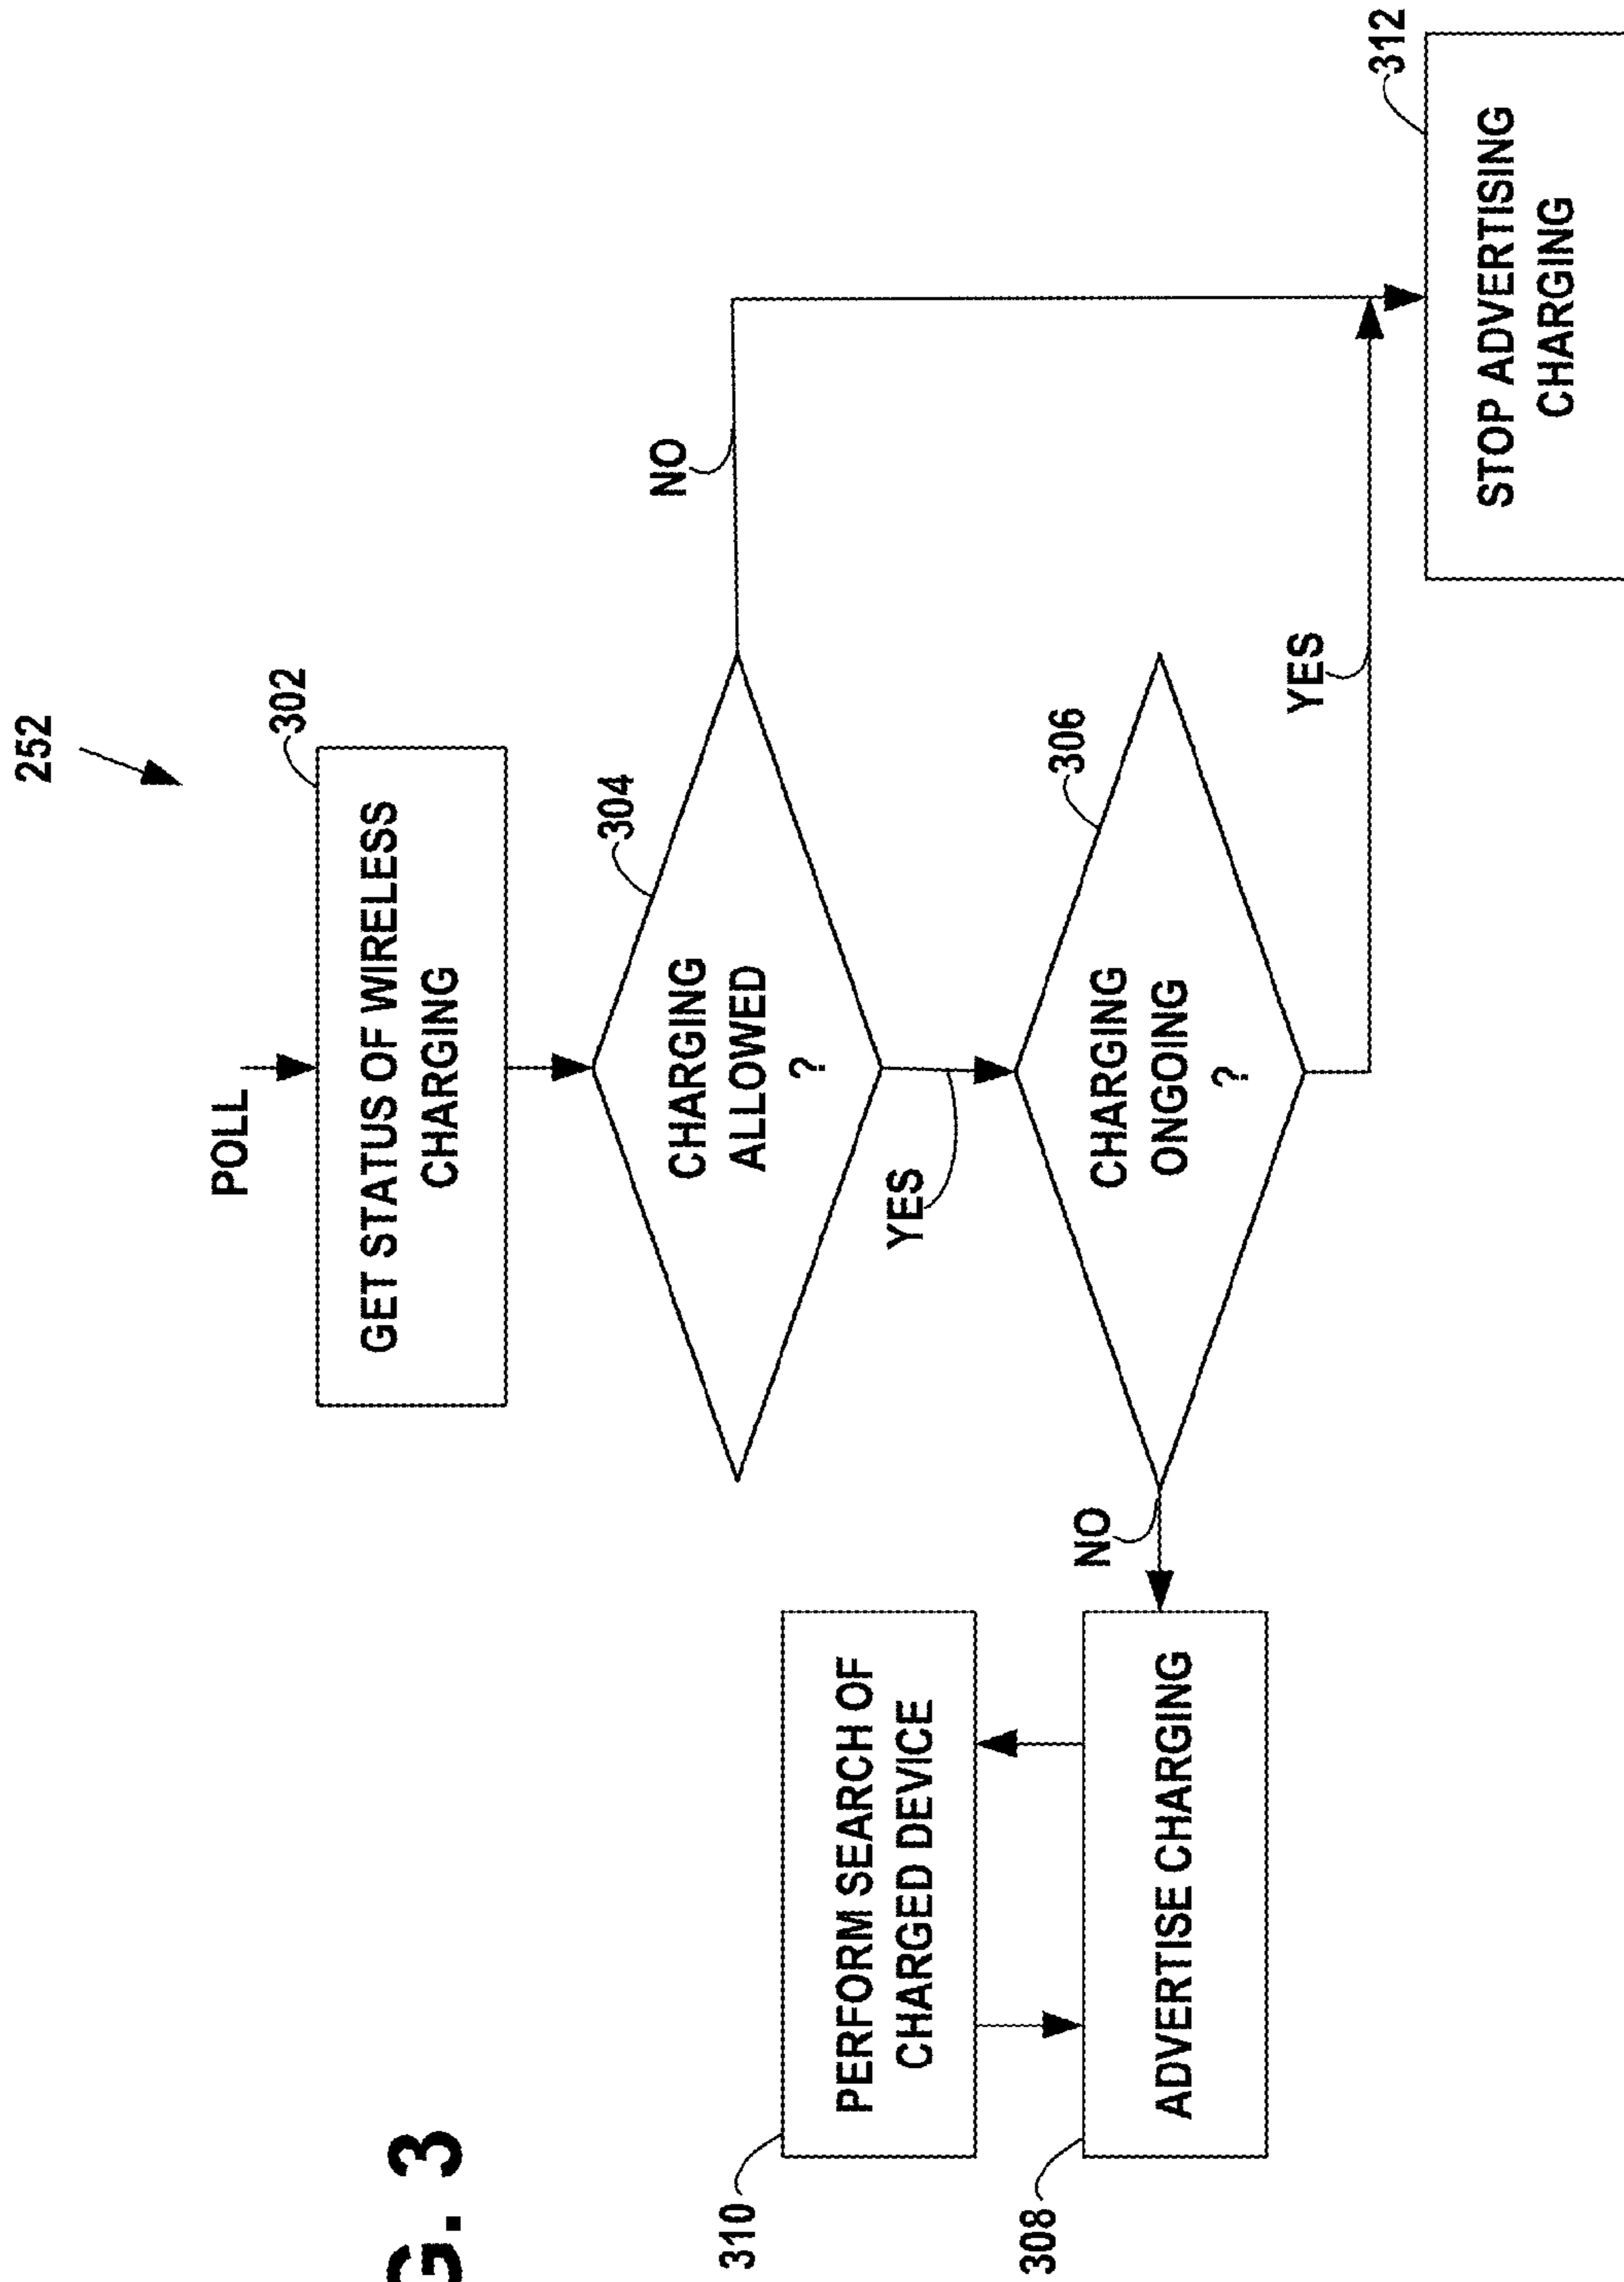 252
POLL
302
GET STATUS OF WIRELESS
CHARGING
304
CHARGING
ALLOWED
?
NO
YES
306
CHARGING
ONGOING
?
NO
YES
310
PERFORM SEARCH OF
CHARGED DEVICE
308
ADVERTISE CHARGING
312
STOP ADVERTISING
CHARGING
G. 3